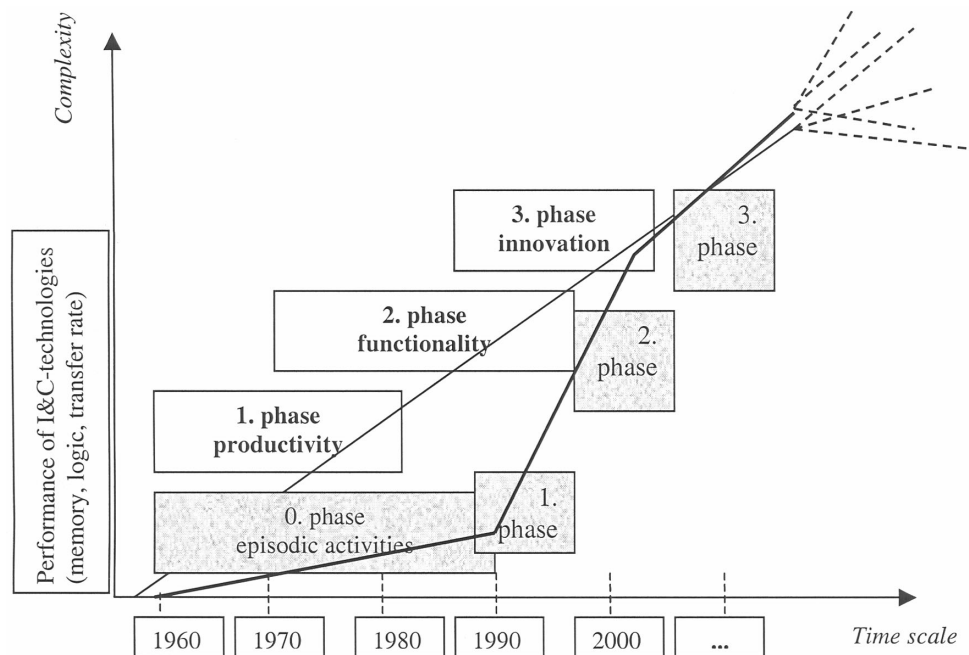 Complexity
Performance of I&C-technologies
(memory, logic, transfer rate)
3. phase
innovation
3.
phase
2. phase
functionality
2.
phase
1. phase
productivity
1.
phase
0. phase
episodic activities
1960
1970
1980
1990
2000
...
Time scale